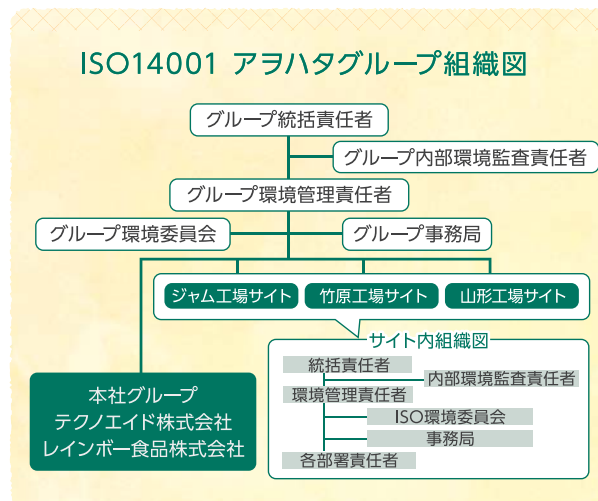 ISO14001 アヲハタグループ組織図
グループ統括責任者
グループ内部環境監査責任者
グループ環境管理責任者
グループ環境委員会
グループ事務局
ジャム工場サイト
竹原工場サイト
山形工場サイト
サイト内組織図
統括責任者
内部環境監査責任者
環境管理責任者
ISO環境委員会
事務局
各部署責任者
本社グループ
テクノエイド株式会社
レインボー食品株式会社